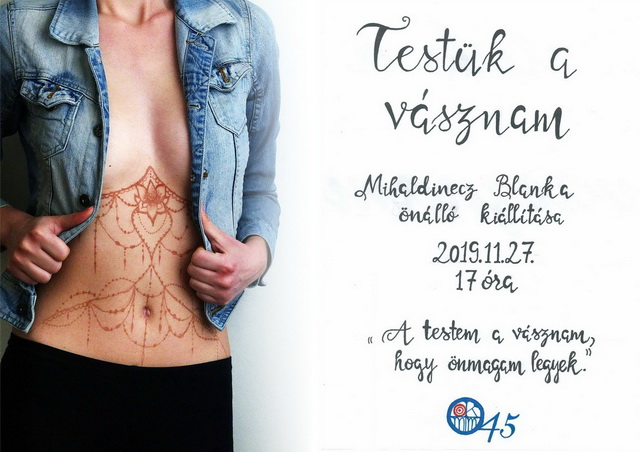 Testük a
vásznam
Mihaldinecz Blanka
önálló kiállítása
2019.11.27.
17 óra
„A testem a vásznam,
hogy önmagam legyek."
45